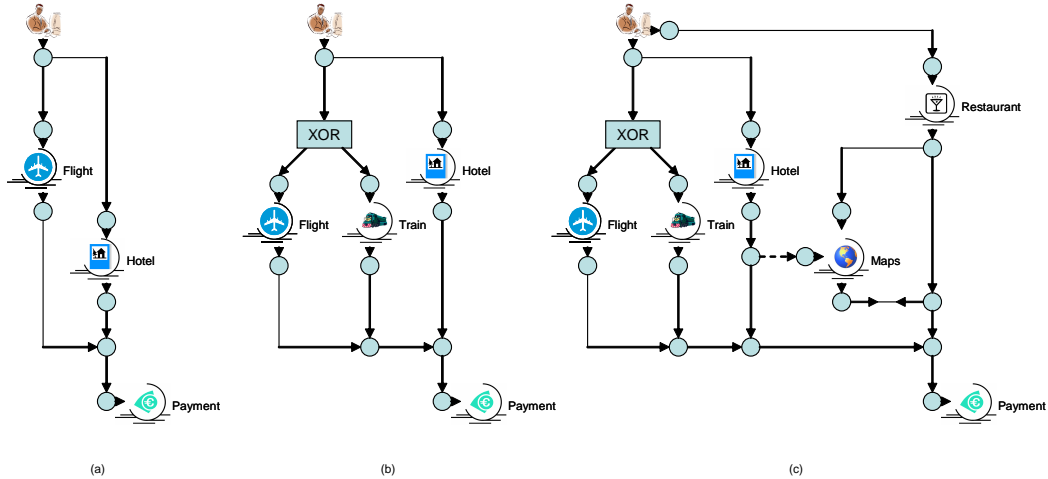 Flight
Hotel
Payment
(a)
XOR
Hotel
Flight
Train
Payment
(b)
Restaurant
XOR
Hotel
Flight
Train
Maps
Payment
(c)